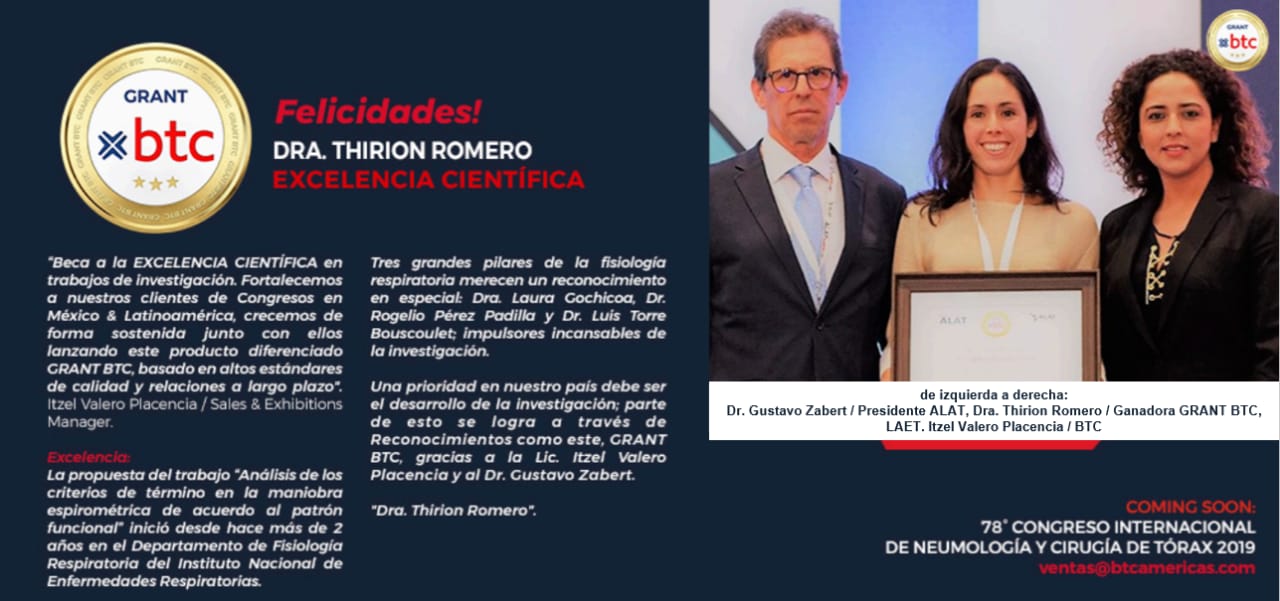 GRANT BTC GRANT BTC GRANT BTC GRANT BTC GRANT BTC
GRANT
btc
Felicidades!
DRA. THIRION ROMERO
EXCELENCIA CIENTÍFICA
"Beca a la EXCELENCIA CIENTÍFICA en
trabajos de investigación. Fortalecemos
a nuestros clientes de Congresos en
México & Latinoamérica, crecemos de
forma sostenida junto con ellos
lanzando este producto diferenciado
GRANT BTC, basado en altos estándares
de calidad y relaciones a largo plazo".
Itzel Valero Placencia / Sales & Exhibitions
Manager.
Excelencia:
La propuesta del trabajo "Análisis de los
criterios de término en la maniobra
espirométrica de acuerdo al patrón
funcional" inició desde hace más de 2
años en el Departamento de Fisiología
Respiratoria del Instituto Nacional de
Enfermedades Respiratorias.
Tres grandes pilares de la fisiología
respiratoria merecen un reconocimiento
en especial: Dra. Laura Gochicoa, Dr.
Rogelio Pérez Padilla y Dr. Luis Torre
Bouscoulet; impulsores incansables de
la investigación.
Una prioridad en nuestro país debe ser
el desarrollo de la investigación; parte
de esto se logra a través de
Reconocimientos como este, GRANT
BTC, gracias a la Lic. Itzel Valero
Placencia y al Dr. Gustavo Zabert.
"Dra. Thirion Romero".
GRANT
btc
ALAT
btc
ALAT
de izquierda a derecha:
Dr. Gustavo Zabert / Presidente ALAT, Dra. Thirion Romero / Ganadora GRANT BTC,
LAET. Itzel Valero Placencia / BTC
COMING SOON:
78° CONGRESO INTERNACIONAL
DE NEUMOLOGÍA Y CIRUGÍA DE TÓRAX 2019
ventas@btcamericas.com